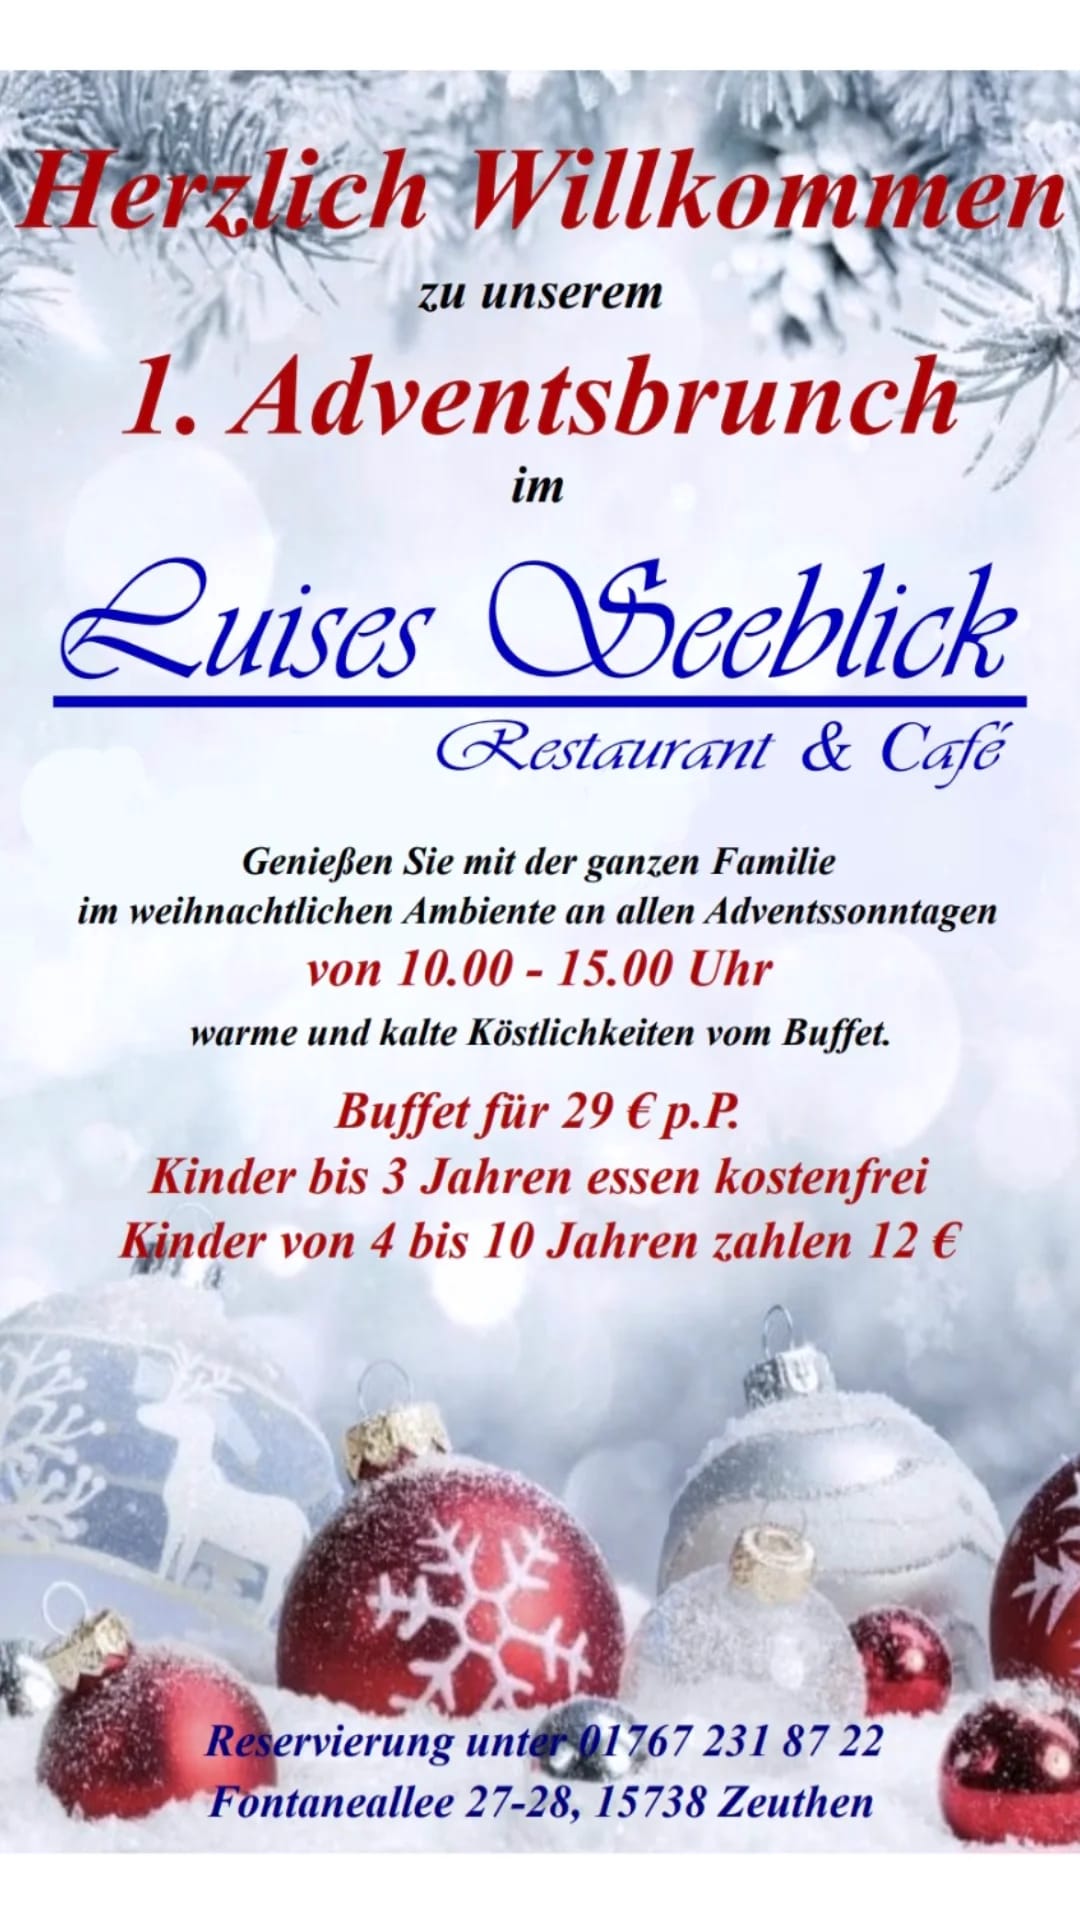 Herzlich Willkommen
zu unserem
1. Adventsbrunch
im
Luises Seeblick
Restaurant & Café
Genießen Sie mit der ganzen Familie
im weihnachtlichen Ambiente an allen Adventssonntagen
von 10.00 - 15.00 Uhr
warme und kalte Köstlichkeiten vom Buffet.
Buffet für 29 € p.P.
Kinder bis 3 Jahren essen kostenfrei
Kinder von 4 bis 10 Jahren zahlen 12 €
Reservierung unter 01767 231 87 22
Fontaneallee 27-28, 15738 Zeuthen